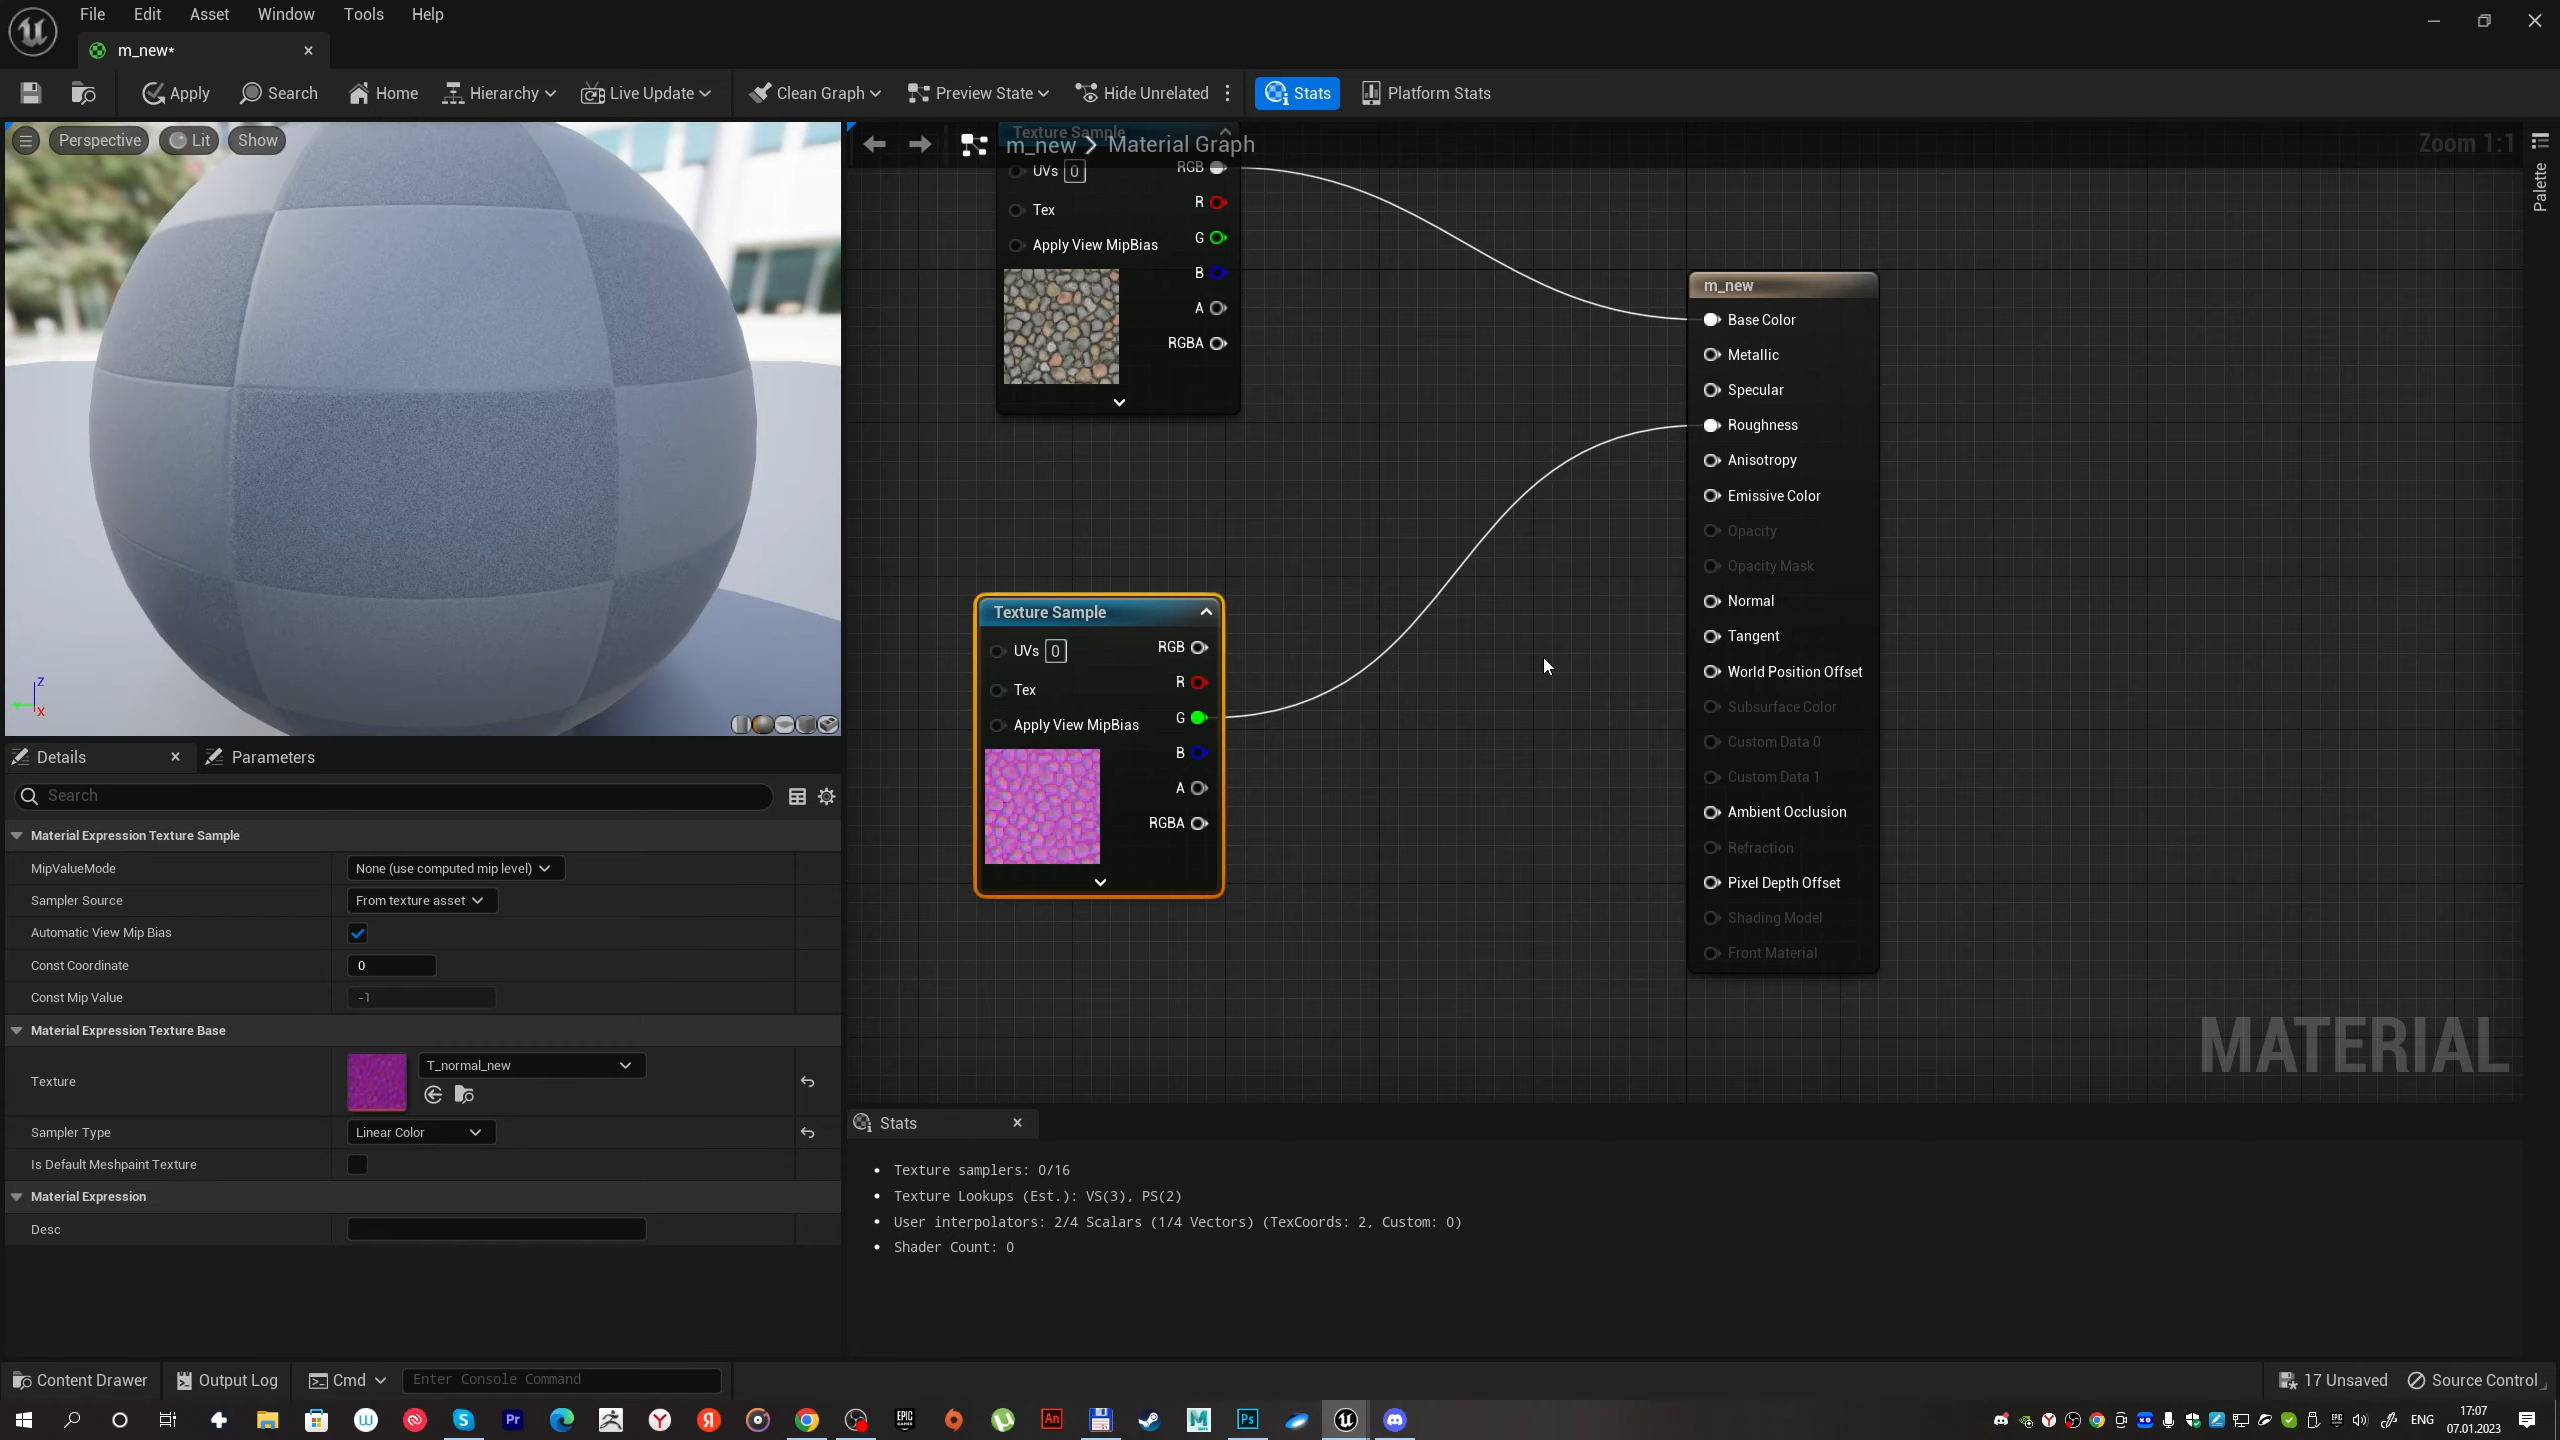 File Edit Asset Window Tools Help
m_new*
Apply Search Home Hierarchy Live Update Clean Graph Preview State Hide Unrelated Stats Platform Stats
Perspective Lit Show
Z
X
Texture Sample
m_new > Material Graph
Zoom 1:1
Palette
UVs 0 RGB
Tex R
Apply View MipBias G
B
A
RGBA
m_new
Base Color
Metallic
Specular
Roughness
Anisotropy
Emissive Color
Opacity
Opacity Mask
Normal
Tangent
World Position Offset
Subsurface Color
Custom Data 0
Custom Data 1
Ambient Occlusion
Refraction
Pixel Depth Offset
Shading Model
Front Material
Texture Sample
UVs 0 RGB
Tex R
Apply View MipBias G
B
A
RGBA
MATERIAL
Details Parameters
Search
Material Expression Texture Sample
MipValueMode None (use computed mip level)
Sampler Source From texture asset
Automatic View Mip Bias
Const Coordinate 0
Const Mip Value -1
Material Expression Texture Base
Texture T_normal_new
Sampler Type Linear Color
Is Default Meshpaint Texture
Material Expression
Desc
Stats
• Texture samplers: 0/16
• Texture Lookups (Est.): VS(3), PS(2)
• User interpolators: 2/4 Scalars (1/4 Vectors) (TexCoords: 2, Custom: 0)
• Shader Count: 0
Content Drawer Output Log Cmd Enter Console Command 17 Unsaved Source Control
W S Pr Y Я EPIC GAMES An M Ps ENG 17:07
07.01.2023